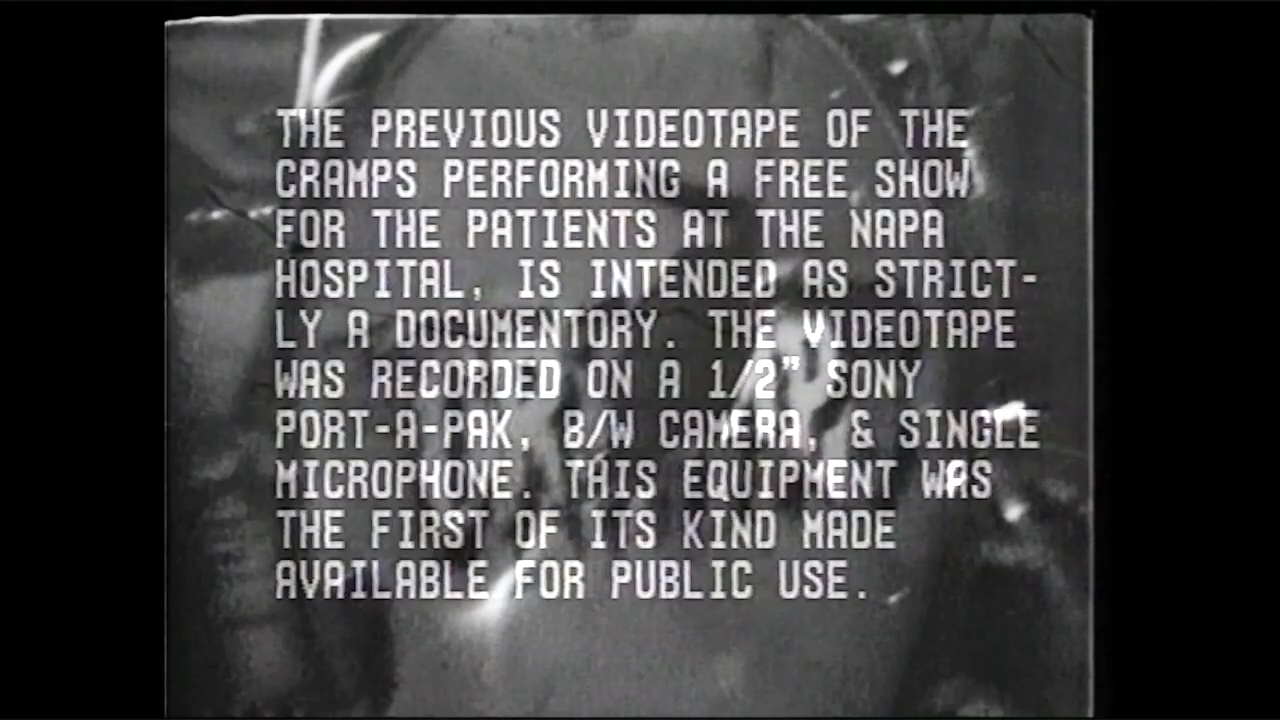 THE PREVIOUS VIDEOTAPE OF THE
CRAMPS PERFORMING A FREE SHOW
FOR THE PATIENTS AT THE NAPA
HOSPITAL, IS INTENDED AS STRICT-
LY A DOCUMENTORY. THE VIDEOTAPE
WAS RECORDED ON A 1/2” SONY
PORT-A-PAK, B/W CAMERA, & SINGLE
MICROPHONE. THIS EQUIPMENT WAS
THE FIRST OF ITS KIND MADE
AVAILABLE FOR PUBLIC USE.